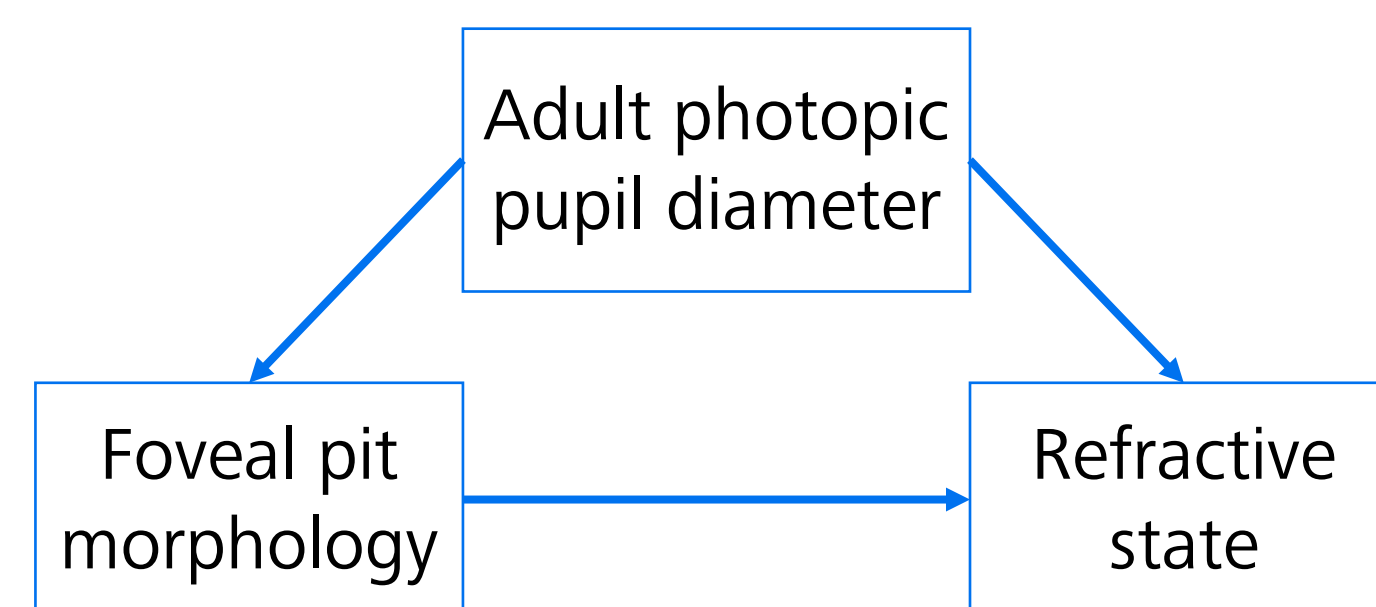 Adult photopic
pupil diameter
Foveal pit
morphology
Refractive
state